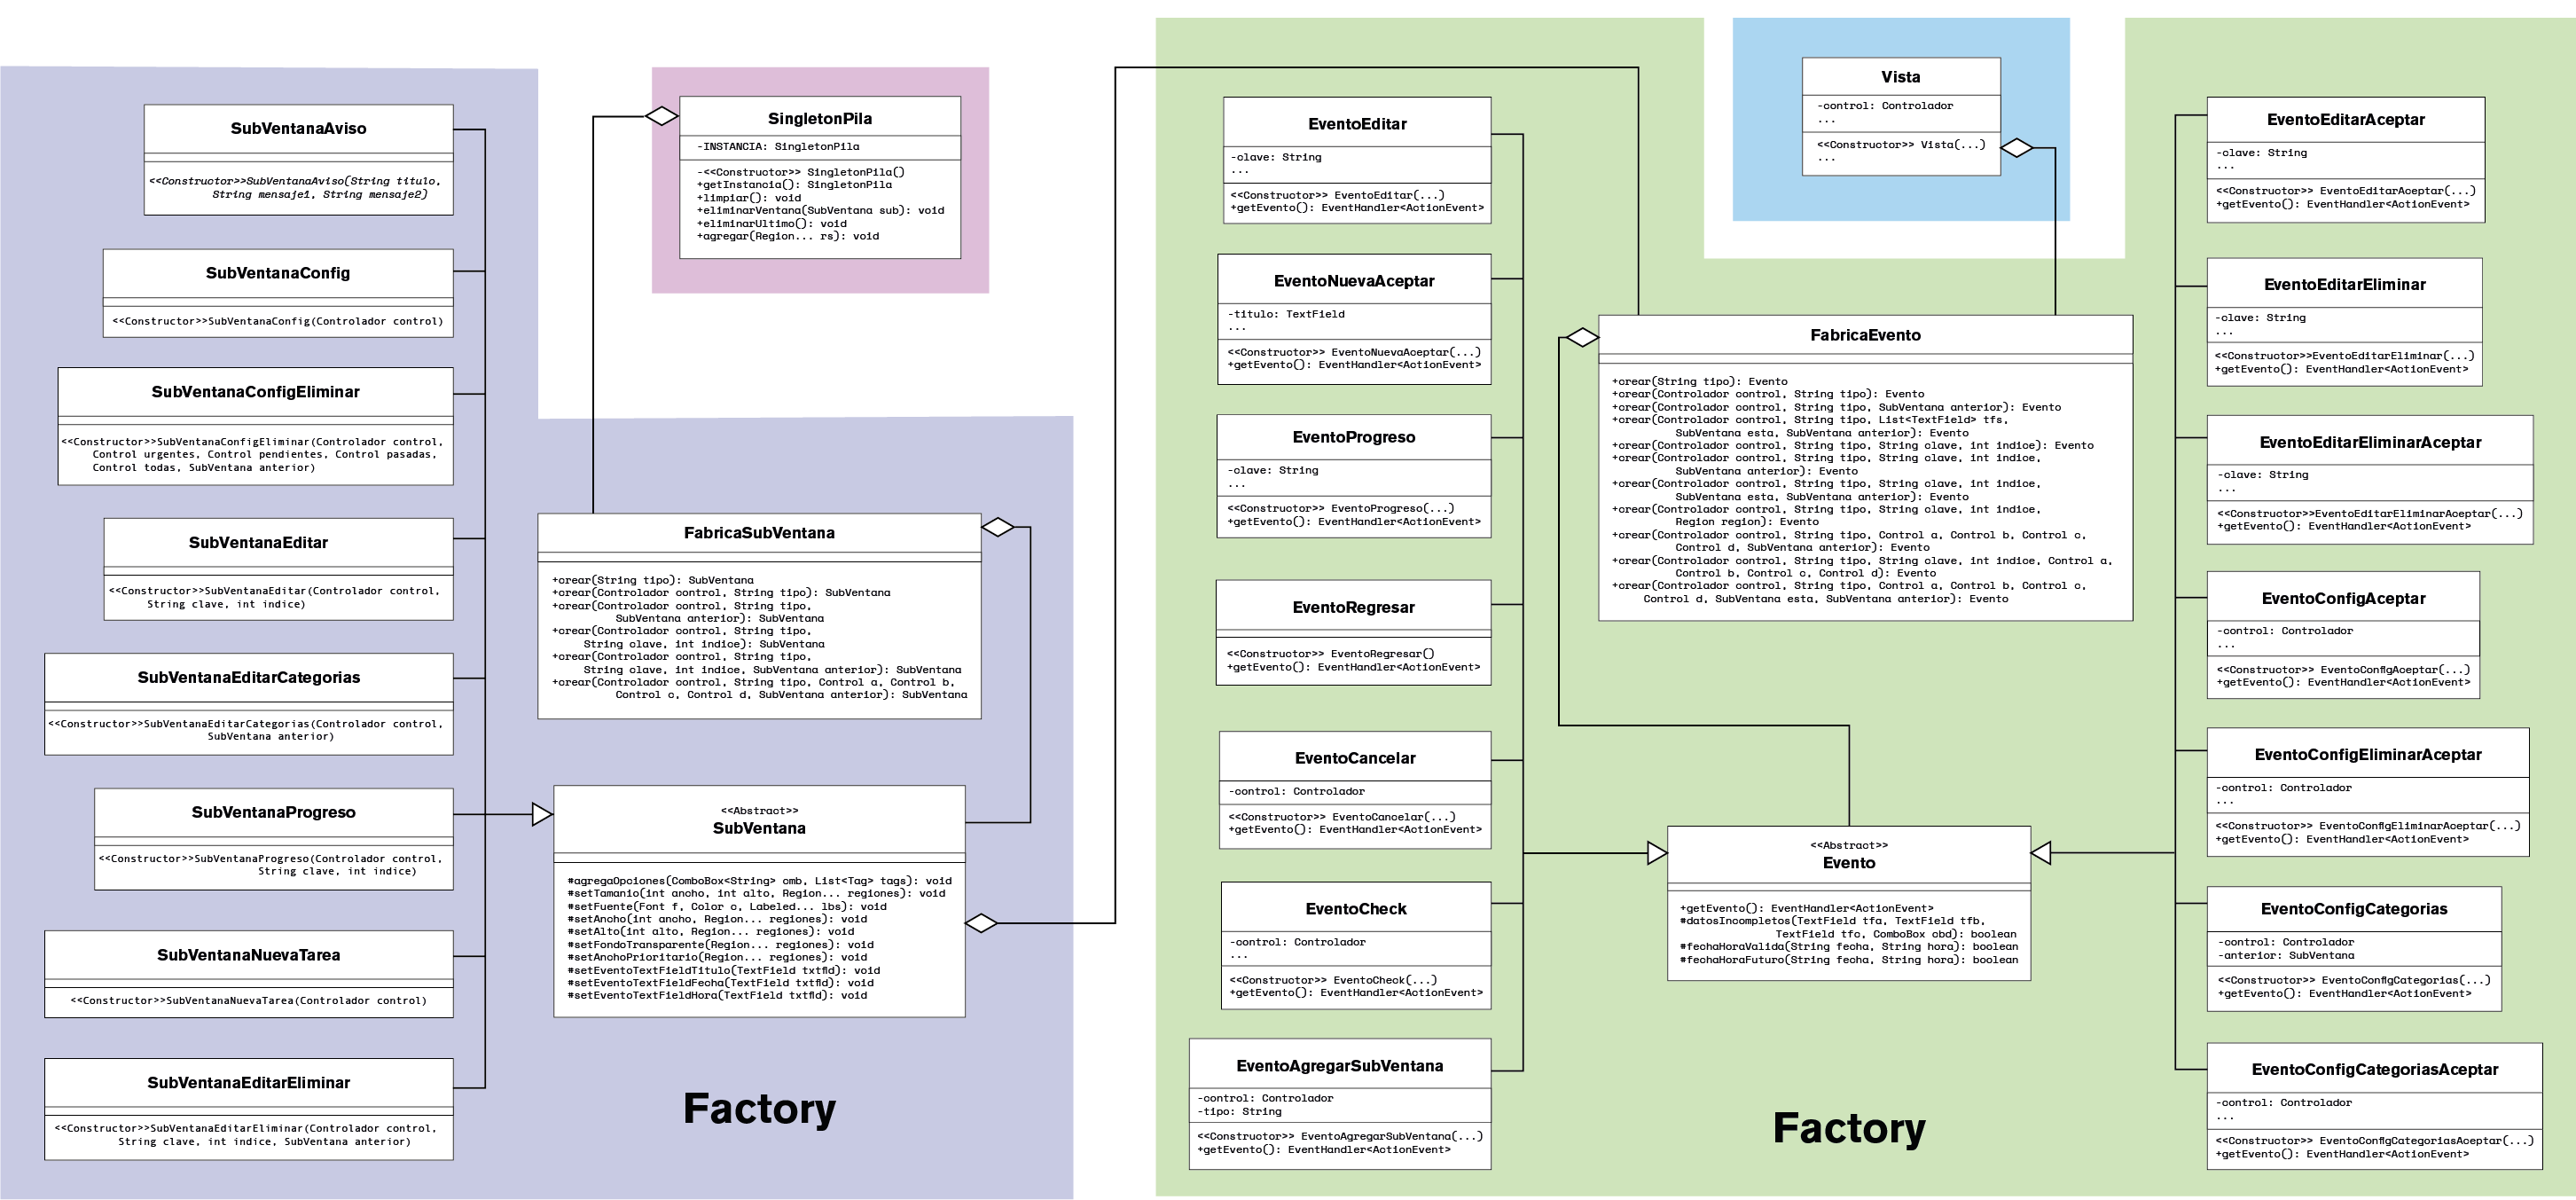 SubVentanaAviso
<<Constructor>>SubVentanaAviso(String titulo,
String mensaje1, String mensaje2)
SubVentanaConfig
<<Constructor>>SubVentanaConfig(Controlador control)
SubVentanaConfigEliminar
<<Constructor>>SubVentanaConfigEliminar(Controlador control,
Control urgentes, Control pendientes, Control pasadas,
Control todas, SubVentana anterior)
SubVentanaEditar
<<Constructor>>SubVentanaEditar(Controlador control,
String clave, int indice)
SubVentanaEditarCategorias
<<Constructor>>SubVentanaEditarCategorias(Controlador control,
SubVentana anterior)
SubVentanaProgreso
<<Constructor>>SubVentanaProgreso(Controlador control,
String clave, int indice)
SubVentanaNuevaTarea
<<Constructor>>SubVentanaNuevaTarea(Controlador control)
SubVentanaEditarEliminar
<<Constructor>>SubVentanaEditarEliminar(Controlador control,
String clave, int indice, SubVentana anterior)
SingletonPila
-INSTANCIA: SingletonPila
-<<Constructor>> SingletonPila()
+getInstancia(): SingletonPila
+limpiar(): void
+eliminarVentana(SubVentana sub): void
+eliminarUltimo(): void
+agregar(Region... rs): void
FabricaSubVentana
+crear(String tipo): SubVentana
+crear(Controlador control, String tipo): SubVentana
+crear(Controlador control, String tipo,
SubVentana anterior): SubVentana
+crear(Controlador control, String tipo,
String clave, int indice): SubVentana
+crear(Controlador control, String tipo,
String clave, int indice, SubVentana anterior): SubVentana
+crear(Controlador control, String tipo, Control a, Control b,
Control c, Control d, SubVentana anterior): SubVentana
<<Abstract>>
SubVentana
#agregaOpciones(ComboBox<String> cmb, List<Tag> tags): void
#setTamanio(int ancho, int alto, Region... regiones): void
#setFuente(Font f, Color c, Labeled... lbs): void
#setAncho(int ancho, Region... regiones): void
#setAlto(int alto, Region... regiones): void
#setFondoTransparente(Region... regiones): void
#setAnchoPrioritario(Region... regiones): void
#setEventoTextFieldTitulo(TextField txtfld): void
#setEventoTextFieldFecha(TextField txtfld): void
#setEventoTextFieldHora(TextField txtfld): void
Factory
EventoEditar
-clave: String
...
<<Constructor>> EventoEditar(...)
+getEvento(): EventHandler<ActionEvent>
EventoNuevaAceptar
-titulo: TextField
...
<<Constructor>> EventoNuevaAceptar(...)
+getEvento(): EventHandler<ActionEvent>
EventoProgreso
-clave: String
...
<<Constructor>> EventoProgreso(...)
+getEvento(): EventHandler<ActionEvent>
EventoRegresar
<<Constructor>> EventoRegresar()
+getEvento(): EventHandler<ActionEvent>
EventoCancelar
-control: Controlador
<<Constructor>> EventoCancelar(...)
+getEvento(): EventHandler<ActionEvent>
EventoCheck
-control: Controlador
...
<<Constructor>> EventoCheck(...)
+getEvento(): EventHandler<ActionEvent>
EventoAgregarSubVentana
-control: Controlador
-tipo: String
<<Constructor>> EventoAgregarSubVentana(...)
+getEvento(): EventHandler<ActionEvent>
Vista
-control: Controlador
...
<<Constructor>> Vista(...)
...
FabricaEvento
+crear(String tipo): Evento
+crear(Controlador control, String tipo): Evento
+crear(Controlador control, String tipo, SubVentana anterior): Evento
+crear(Controlador control, String tipo, List<TextField> tfs,
SubVentana esta, SubVentana anterior): Evento
+crear(Controlador control, String tipo, String clave, int indice): Evento
+crear(Controlador control, String tipo, String clave, int indice,
SubVentana anterior): Evento
+crear(Controlador control, String tipo, String clave, int indice,
SubVentana esta, SubVentana anterior): Evento
+crear(Controlador control, String tipo, String clave, int indice,
Region region): Evento
+crear(Controlador control, String tipo, Control a, Control b, Control c,
Control d, SubVentana anterior): Evento
+crear(Controlador control, String tipo, String clave, int indice, Control a,
Control b, Control c, Control d): Evento
+crear(Controlador control, String tipo, Control a, Control b, Control c,
Control d, SubVentana esta, SubVentana anterior): Evento
<<Abstract>>
Evento
+getEvento(): EventHandler<ActionEvent>
#datosIncompletos(TextField tfa, TextField tfb,
TextField tfc, ComboBox cbd): boolean
#fechaHoraValida(String fecha, String hora): boolean
#fechaHoraFuturo(String fecha, String hora): boolean
Factory
EventoEditarAceptar
-clave: String
...
<<Constructor>> EventoEditarAceptar(...)
+getEvento(): EventHandler<ActionEvent>
EventoEditarEliminar
-clave: String
...
<<Constructor>>EventoEditarEliminar(...)
+getEvento(): EventHandler<ActionEvent>
EventoEditarEliminarAceptar
-clave: String
...
<<Constructor>>EventoEditarEliminarAceptar(...)
+getEvento(): EventHandler<ActionEvent>
EventoConfigAceptar
-control: Controlador
...
<<Constructor>> EventoConfigAceptar(...)
+getEvento(): EventHandler<ActionEvent>
EventoConfigEliminarAceptar
-control: Controlador
...
<<Constructor>> EventoConfigEliminarAceptar(...)
+getEvento(): EventHandler<ActionEvent>
EventoConfigCategorias
-control: Controlador
-anterior: SubVentana
<<Constructor>> EventoConfigCategorias(...)
+getEvento(): EventHandler<ActionEvent>
EventoConfigCategoriasAceptar
-control: Controlador
...
<<Constructor>> EventoConfigCategoriasAceptar(...)
+getEvento(): EventHandler<ActionEvent>